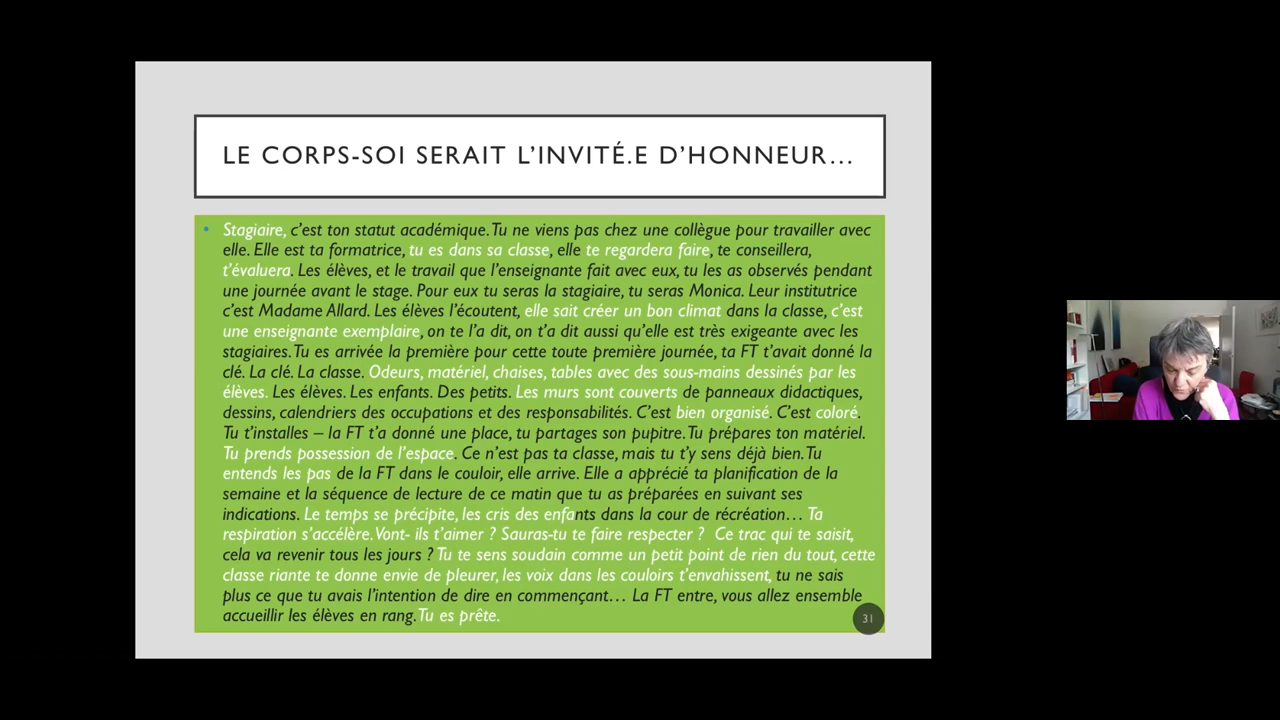 LE CORPS-SOI SERAIT L'INVITÉ.E D'HONNEUR…
• Stagiaire, c'est ton statut académique. Tu ne viens pas chez une collègue pour travailler avec
elle. Elle est ta formatrice, tu es dans sa classe, elle te regardera faire, te conseillera,
t'évaluera. Les élèves, et le travail que l'enseignante fait avec eux, tu les as observés pendant
une journée avant le stage. Pour eux tu seras la stagiaire, tu seras Monica. Leur institutrice
c'est Madame Allard. Les élèves l'écoutent, elle sait créer un bon climat dans la classe, c'est
une enseignante exemplaire, on te l'a dit, on t'a dit aussi qu'elle est très exigeante avec les
stagiaires. Tu es arrivée la première pour cette toute première journée, ta FT t'avait donné la
clé. La clé. La classe. Odeurs, matériel, chaises, tables avec des sous-mains dessinés par les
élèves. Les élèves. Les enfants. Des petits. Les murs sont couverts de panneaux didactiques,
dessins, calendriers des occupations et des responsabilités. C'est bien organisé. C'est coloré.
Tu t'installes – la FT t'a donné une place, tu partages son pupitre. Tu prépares ton matériel.
Tu prends possession de l'espace. Ce n'est pas ta classe, mais tu t'y sens déjà bien. Tu
entends les pas de la FT dans le couloir, elle arrive. Elle a apprécié ta planification de la
semaine et la séquence de lecture de ce matin que tu as préparées en suivant ses
indications. Le temps se précipite, les cris des enfants dans la cour de récréation… Ta
respiration s'accélère. Vont- ils t'aimer ? Sauras-tu te faire respecter ? Ce trac qui te saisit,
cela va revenir tous les jours ? Tu te sens soudain comme un petit point de rien du tout, cette
classe riante te donne envie de pleurer, les voix dans les couloirs t'envahissent, tu ne sais
plus ce que tu avais l'intention de dire en commençant… La FT entre, vous allez ensemble
accueillir les élèves en rang. Tu es prête.
31